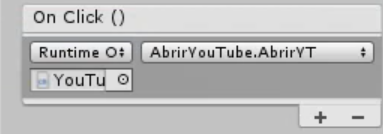 On Click ()
Runtime O AbrirYouTube.AbrirYT
YouTu
+ -